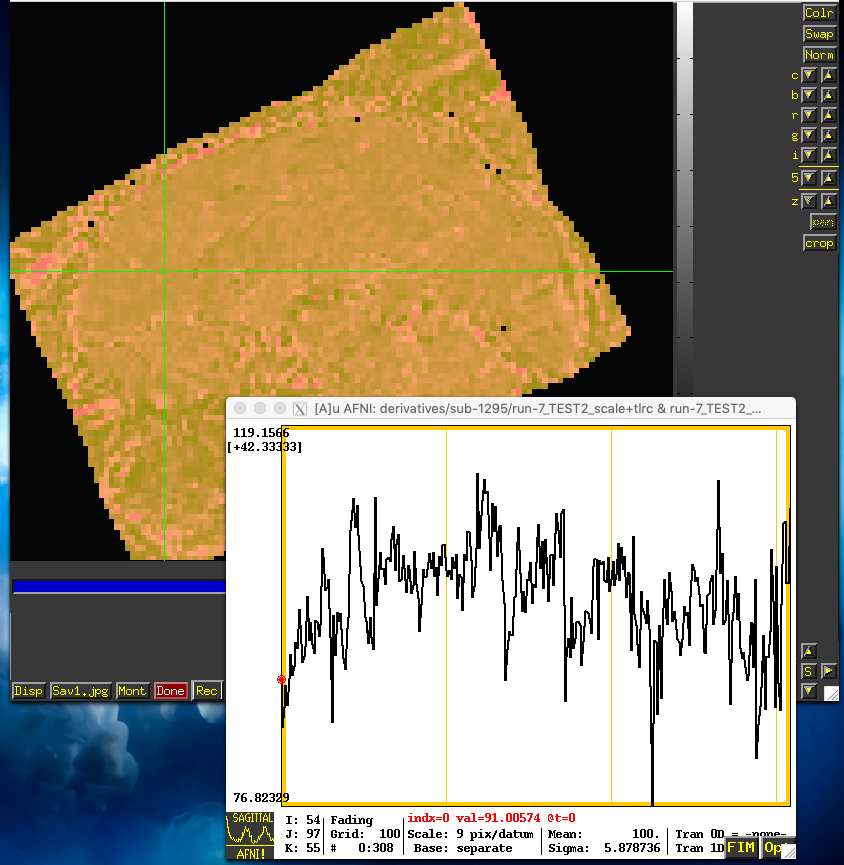 Colr
Swap
Norm
c
b
r
g
i
5
z
pan
crop
[A]u AFNI: derivatives/sub-1295/run-7_TEST2_scale+tlrc & run-7_TEST2_...
119.1566
[+42.33333]
76.82329
S
Disp Sav1.jpg Mont Done Rec
SAGITTAL
AFNI!
I: 54 Fading indx=0 val=91.00574 @t=0
J: 97 Grid: 100 Scale: 9 pix/datum Mean: 100. Tran 0D = -none-
K: 55 # 0:308 Base: separate Sigma: 5.878736 Tran 1D
FIM